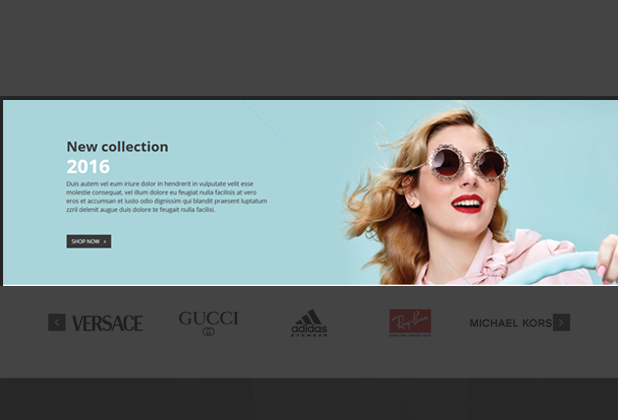 New collection
2016
Duis autem vel eum iriure dolor in hendrerit in vulputate velit esse
molestie consequat, vel illum dolore eu feugiat nulla facilisis at vero
eros et accumsan et iusto odio dignissim qui blandit praesent luptatum
zzril delenit augue duis dolore te feugait nulla facilisi.
SHOP NOW >
VERSACE
GUCCI
adidas
EYEWEAR
Ray-Ban
MICHAEL KORS